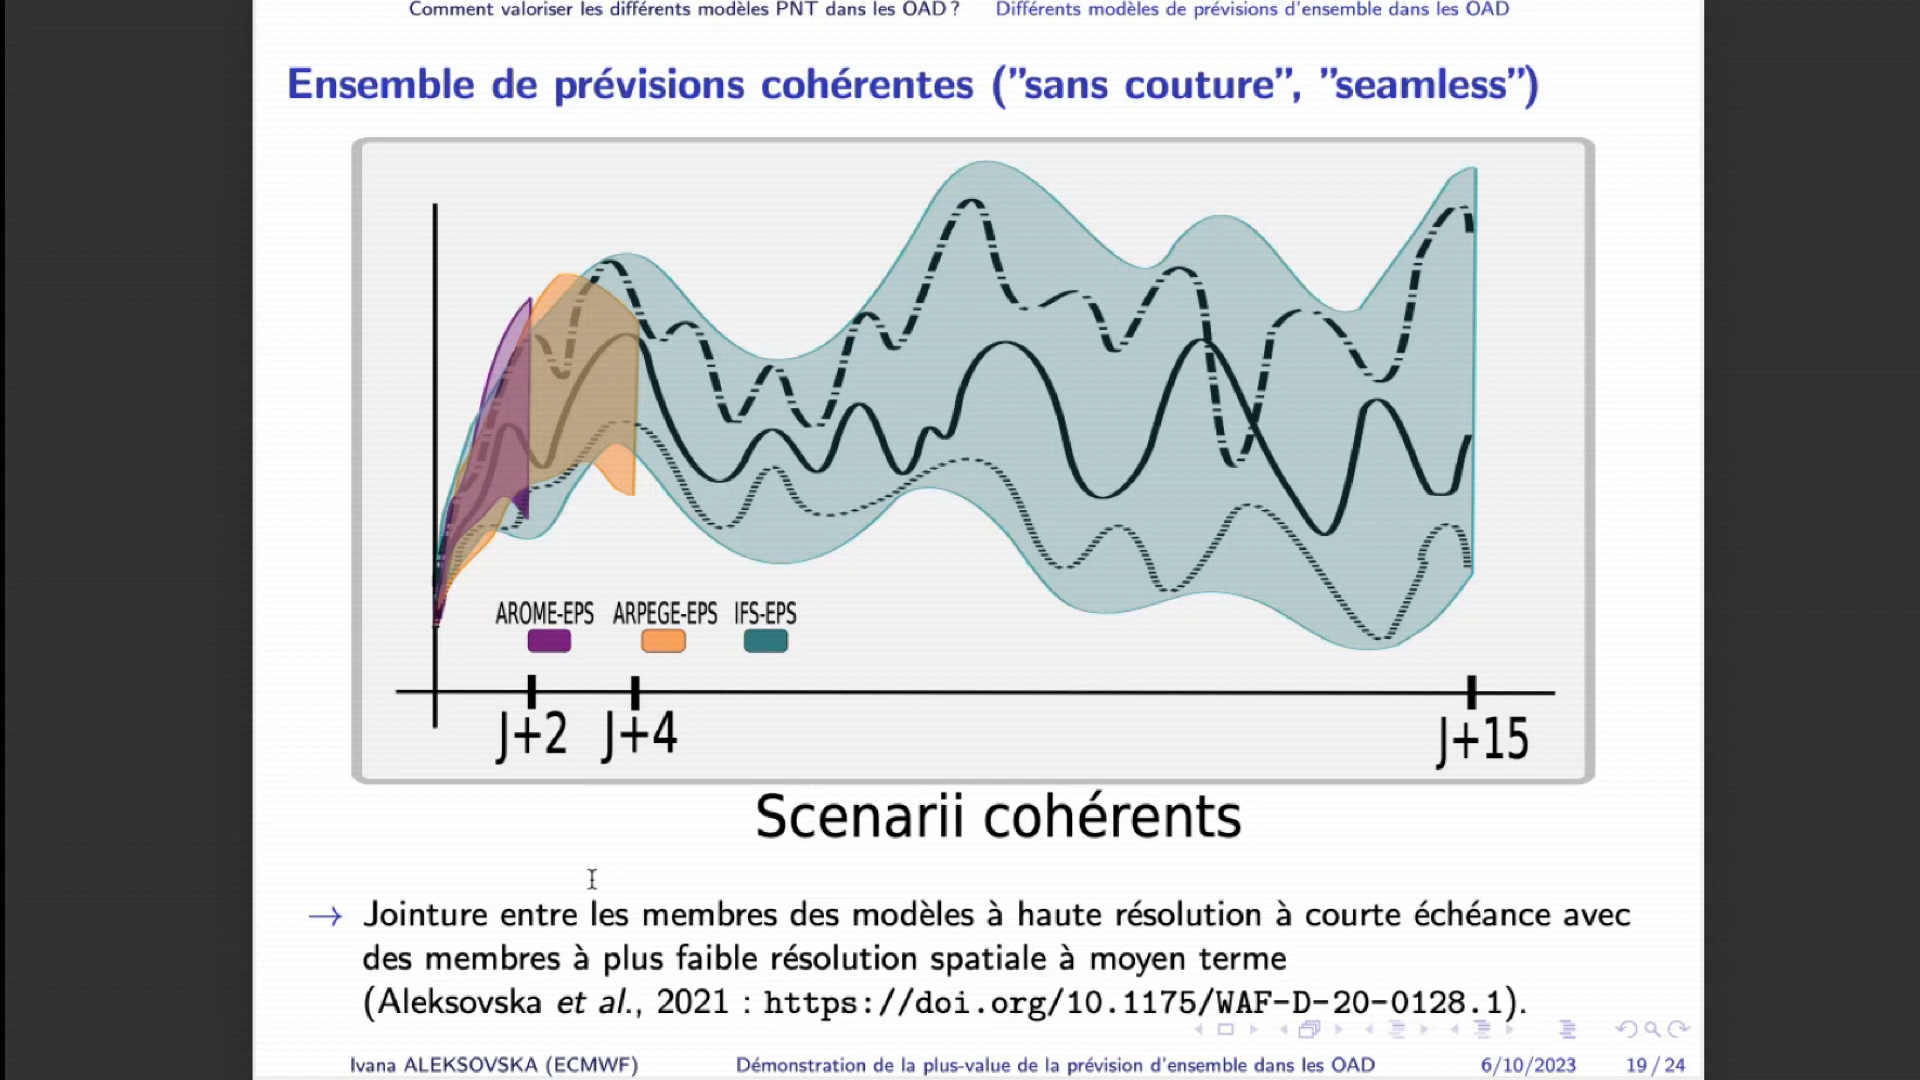 Comment valoriser les différents modèles PNT dans les OAD ? Différents modèles de prévisions d'ensemble dans les OAD
Ensemble de prévisions cohérentes ("sans couture", "seamless")
AROME-EPS ARPEGE-EPS IFS-EPS
J+2 J+4 J+15
Scenarii cohérents
→ Jointure entre les membres des modèles à haute résolution à courte échéance avec
des membres à plus faible résolution spatiale à moyen terme
(Aleksovska et al., 2021 : https://doi.org/10.1175/WAF-D-20-0128.1).
Ivana ALEKSOVSKA (ECMWF) Démonstration de la plus-value de la prévision d'ensemble dans les OAD 6/10/2023 19 / 24